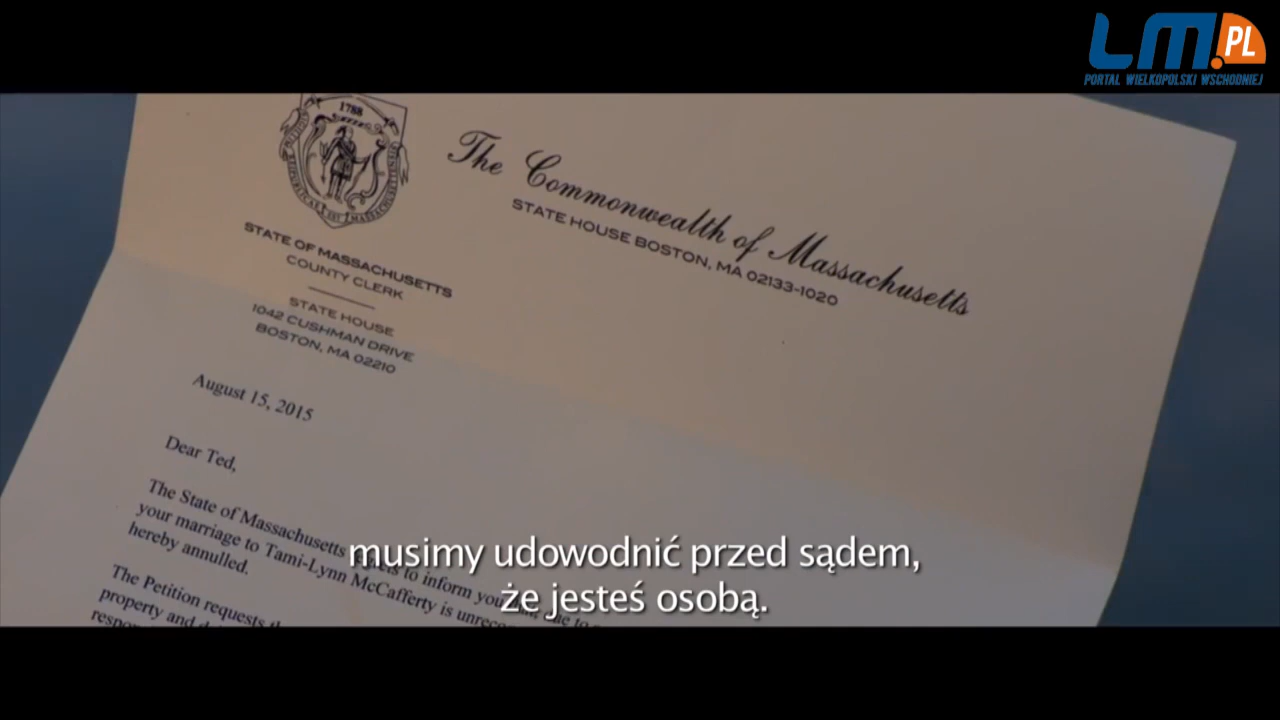 LM.PL
PORTAL WIELKOPOLSKI WSCHODNIEJ
1788
The Commonwealth of Massachusetts
STATE HOUSE BOSTON, MA 02133-1020
STATE OF MASSACHUSETTS
COUNTY CLERK
STATE HOUSE
1042 CUSHMAN DRIVE
BOSTON, MA 02210
August 15, 2015
Dear Ted,
The State of Massachusetts to inform you
your marriage to Tami-Lynn McCafferty is
hereby annulled.
The Petition requests
property and
musimy udowodnić przed sądem,
że jesteś osobą.